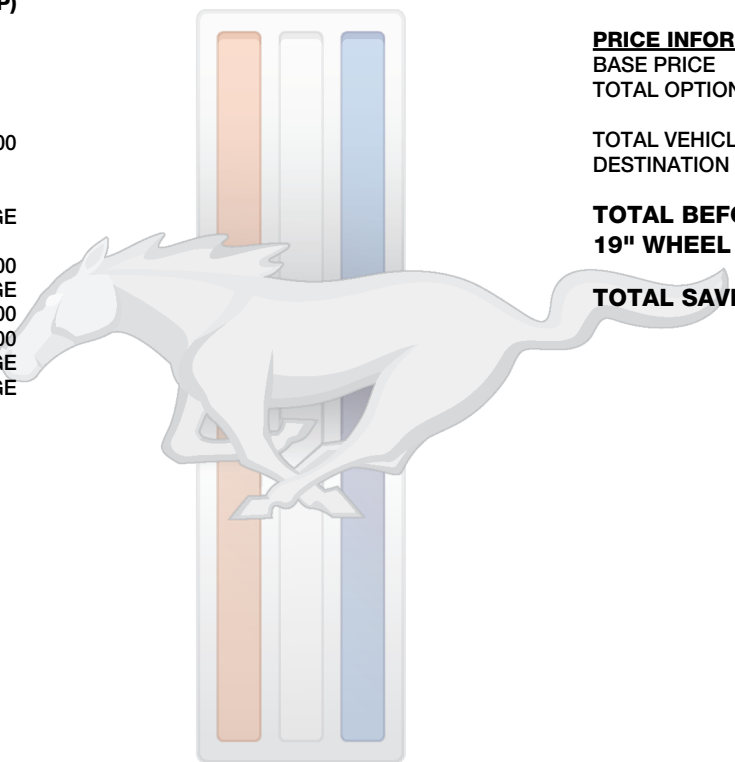 P)
00
GE
00
GE
00
00
GE
GE
PRICE INFOR
BASE PRICE
TOTAL OPTION
TOTAL VEHICL
DESTINATION
TOTAL BEFO
19" WHEEL
TOTAL SAVI